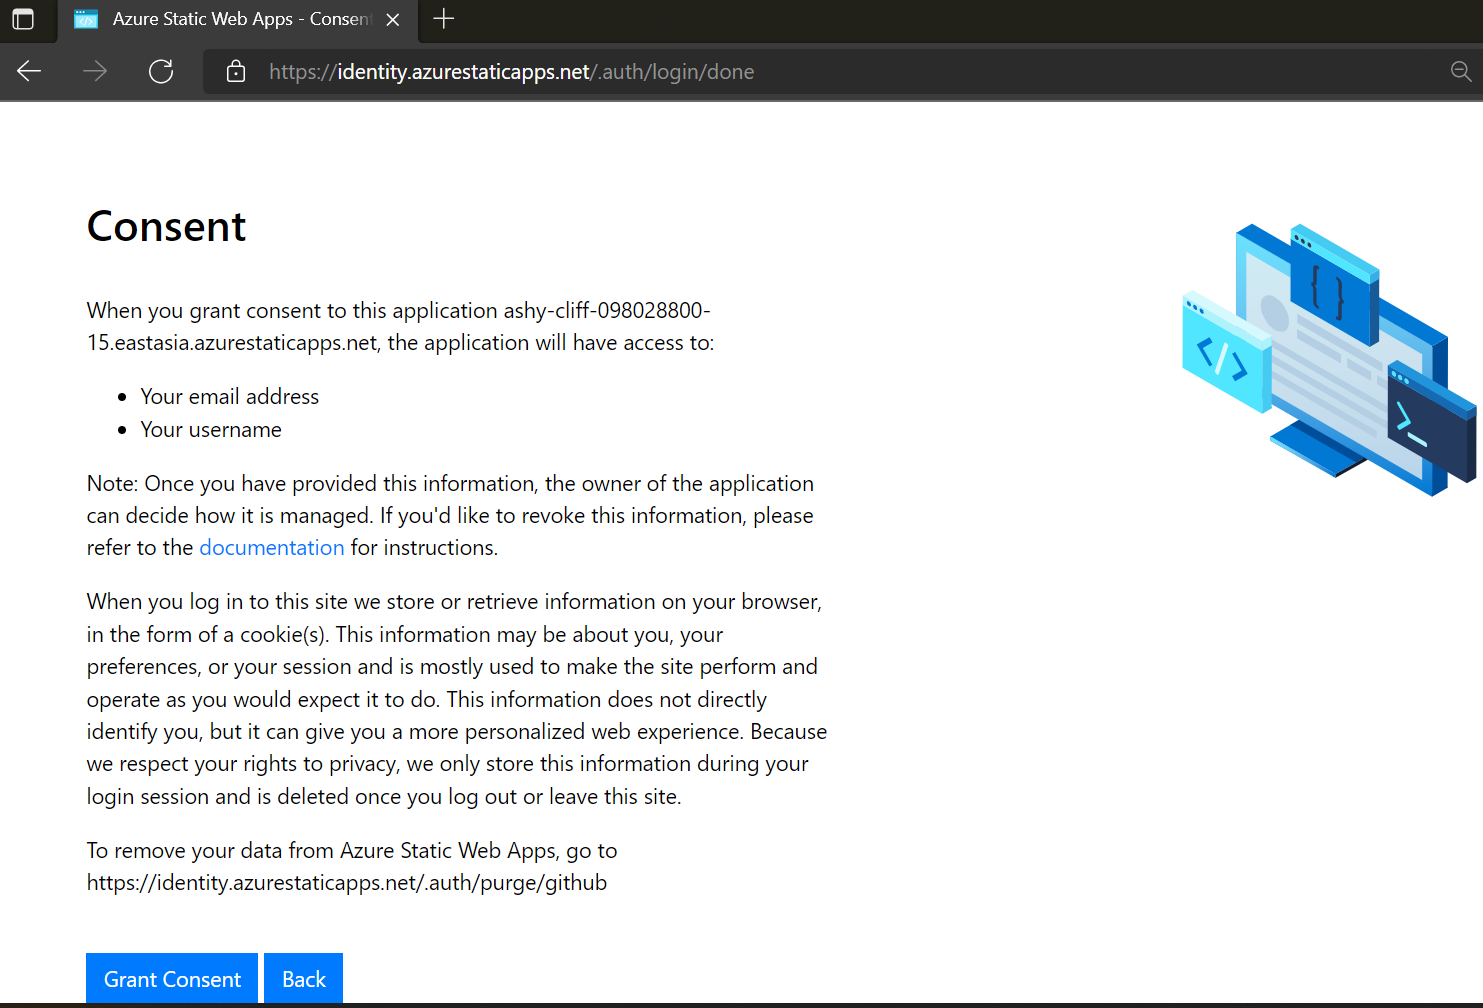 Azure Static Web Apps - Consent
https://identity.azurestaticapps.net/.auth/login/done
Consent
When you grant consent to this application ashy-cliff-098028800-
15.eastasia.azurestaticapps.net, the application will have access to:
• Your email address
• Your username
Note: Once you have provided this information, the owner of the application
can decide how it is managed. If you'd like to revoke this information, please
refer to the documentation for instructions.
When you log in to this site we store or retrieve information on your browser,
in the form of a cookie(s). This information may be about you, your
preferences, or your session and is mostly used to make the site perform and
operate as you would expect it to do. This information does not directly
identify you, but it can give you a more personalized web experience. Because
we respect your rights to privacy, we only store this information during your
login session and is deleted once you log out or leave this site.
To remove your data from Azure Static Web Apps, go to
https://identity.azurestaticapps.net/.auth/purge/github
Grant Consent
Back